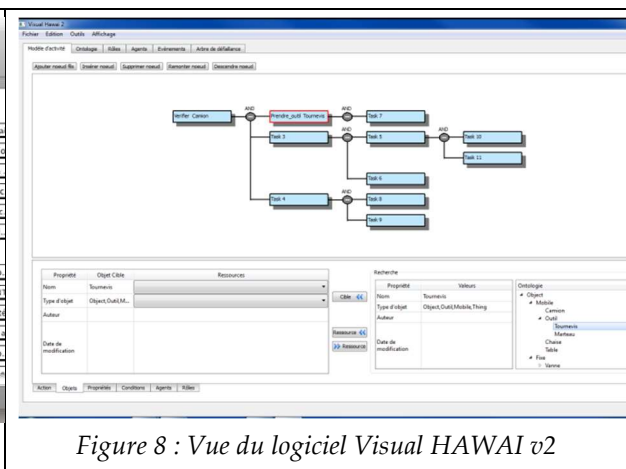 Visual Hawai 2
Fichier Edition Outils Affichage
Modèle d'activité Ontologie Rôles Agents Evènements Arbre de défaillance
Ajouter noeud fils Insérer noeud Supprimer noeud Remonter noeud Descendre noeud
AND AND
Verifier Camion Prendre_outil Tournevis Task 7
AND AND
Task 3 Task 5 Task 10
Task 11
Task 6
AND
Task 4 Task 8
Task 9
Recherche
Propriété Objet Cible Ressources
Propriété Valeurs Ontologie
Nom Tournevis
Cible
Nom Tournevis
Type d'objet Object,Outil,M...
Type d'objet Object,Outil,Mobile,Thing
Auteur
Auteur
Ressource
Ressource
Date de modification
Date de modification
Object
Mobile
Camion
Outil
Tournevis
Marteau
Chaise
Table
Fixe
Vanne
Action Objets Propriétés Conditions Agents Rôles
Figure 8 : Vue du logiciel Visual HAWAI v2